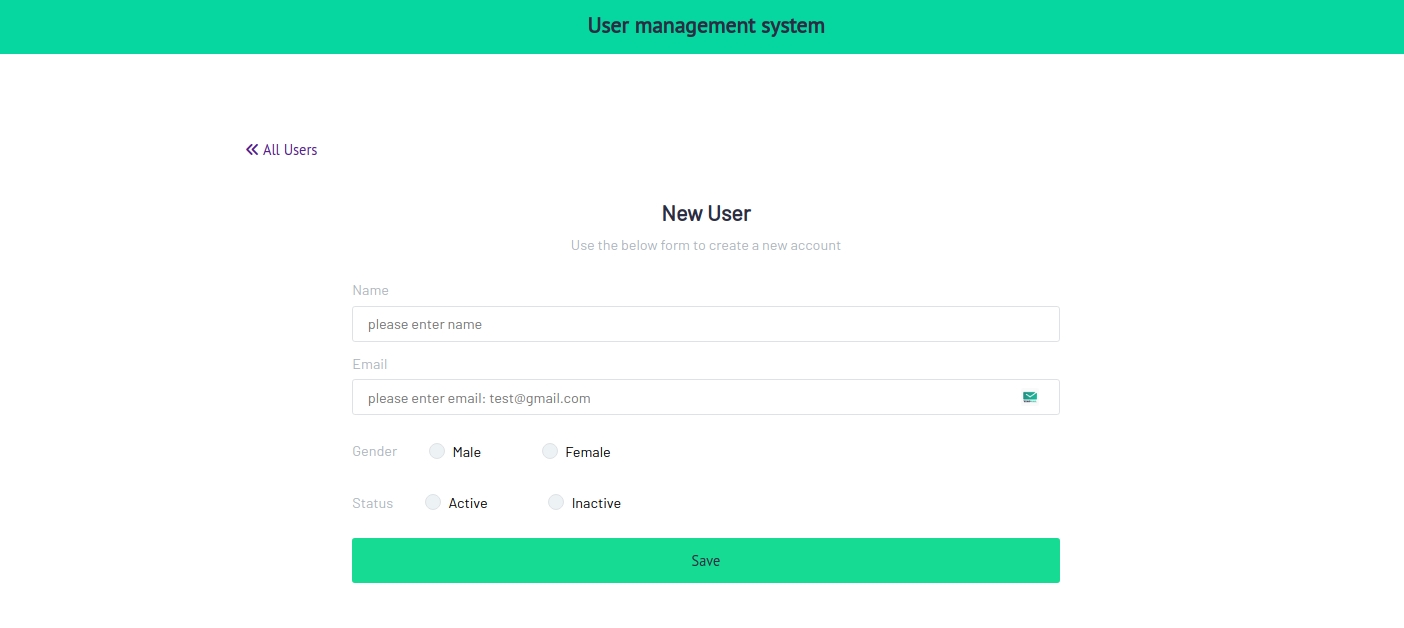 User management system
All Users
New User
Use the below form to create a new account
Name
please enter name
Email
please enter email: test@gmail.com
Gender Male Female
Status Active Inactive
Save